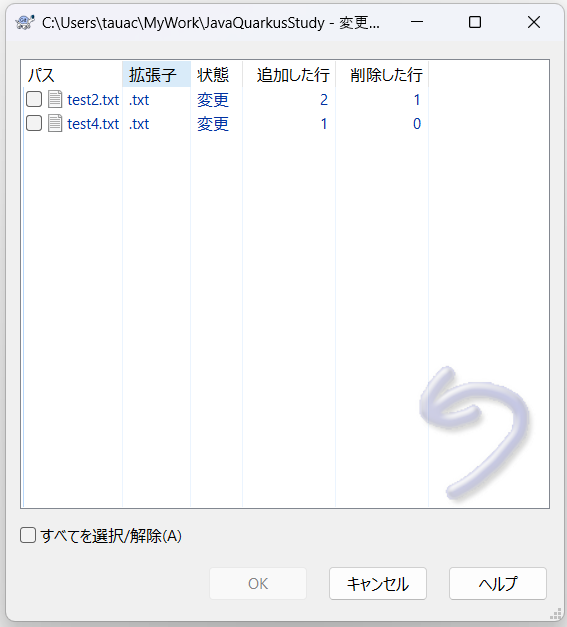 C:\Users\tauac\MyWork\JavaQuarkusStudy - 変更...
パス 拡張子 状態 追加した行 削除した行
test2.txt .txt 変更 2 1
test4.txt .txt 変更 1 0
すべてを選択/解除(A)
OK キャンセル ヘルプ